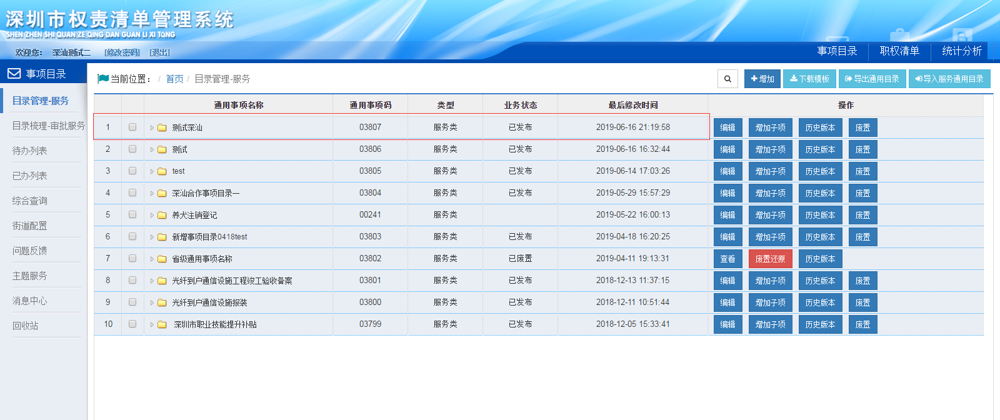 深圳市权责清单管理系统
SHEN ZHEN SHI QUAN ZE QING DAN GUAN LI XI TONG
欢迎您: 深汕测试二 [修改密码] [退出]
事项目录 职权清单 统计分析
事项目录
目录管理-服务
目录梳理-审批服务
待办列表
已办列表
综合查询
街道配置
问题反馈
主题服务
消息中心
回收站
当前位置: / 首页 / 目录管理-服务
增加 下载模板 导出通用目录 导入服务通用目录
通用事项名称 通用事项码 类型 业务状态 最后修改时间 操作
1 测试深汕 03807 服务类 已发布 2019-06-16 21:19:58 编辑 增加子项 历史版本 废置
2 测试 03806 服务类 已发布 2019-06-16 16:32:44 编辑 增加子项 历史版本 废置
3 test 03805 服务类 已发布 2019-06-14 17:03:26 编辑 增加子项 历史版本 废置
4 深汕合作事项目录一 03804 服务类 已发布 2019-05-29 15:57:29 编辑 增加子项 历史版本 废置
5 养犬注销登记 00241 服务类 2019-05-22 16:00:13 编辑 增加子项 历史版本 废置
6 新增事项目录0418test 03803 服务类 已发布 2019-04-18 16:20:25 编辑 增加子项 历史版本 废置
7 省级通用事项名称 03802 服务类 已废置 2019-04-11 19:13:31 查看 废置还原 历史版本
8 光纤到户通信设施工程竣工验收备案 03801 服务类 已发布 2018-12-13 11:37:15 编辑 增加子项 历史版本 废置
9 光纤到户通信设施报装 03800 服务类 已发布 2018-12-11 10:51:44 编辑 增加子项 历史版本 废置
10 深圳市职业技能提升补贴 03799 服务类 已发布 2018-12-05 15:33:41 编辑 增加子项 历史版本 废置